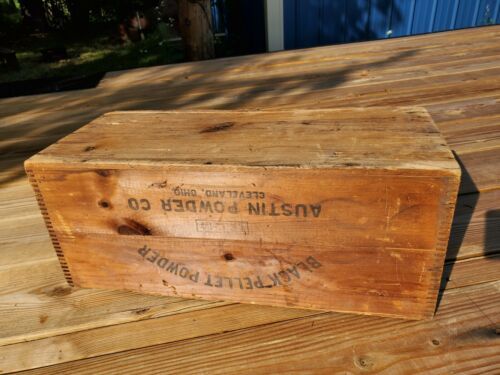 BLACK PELLET POWDER
AUSTIN POWDER CO
CLEVELAND, OHIO